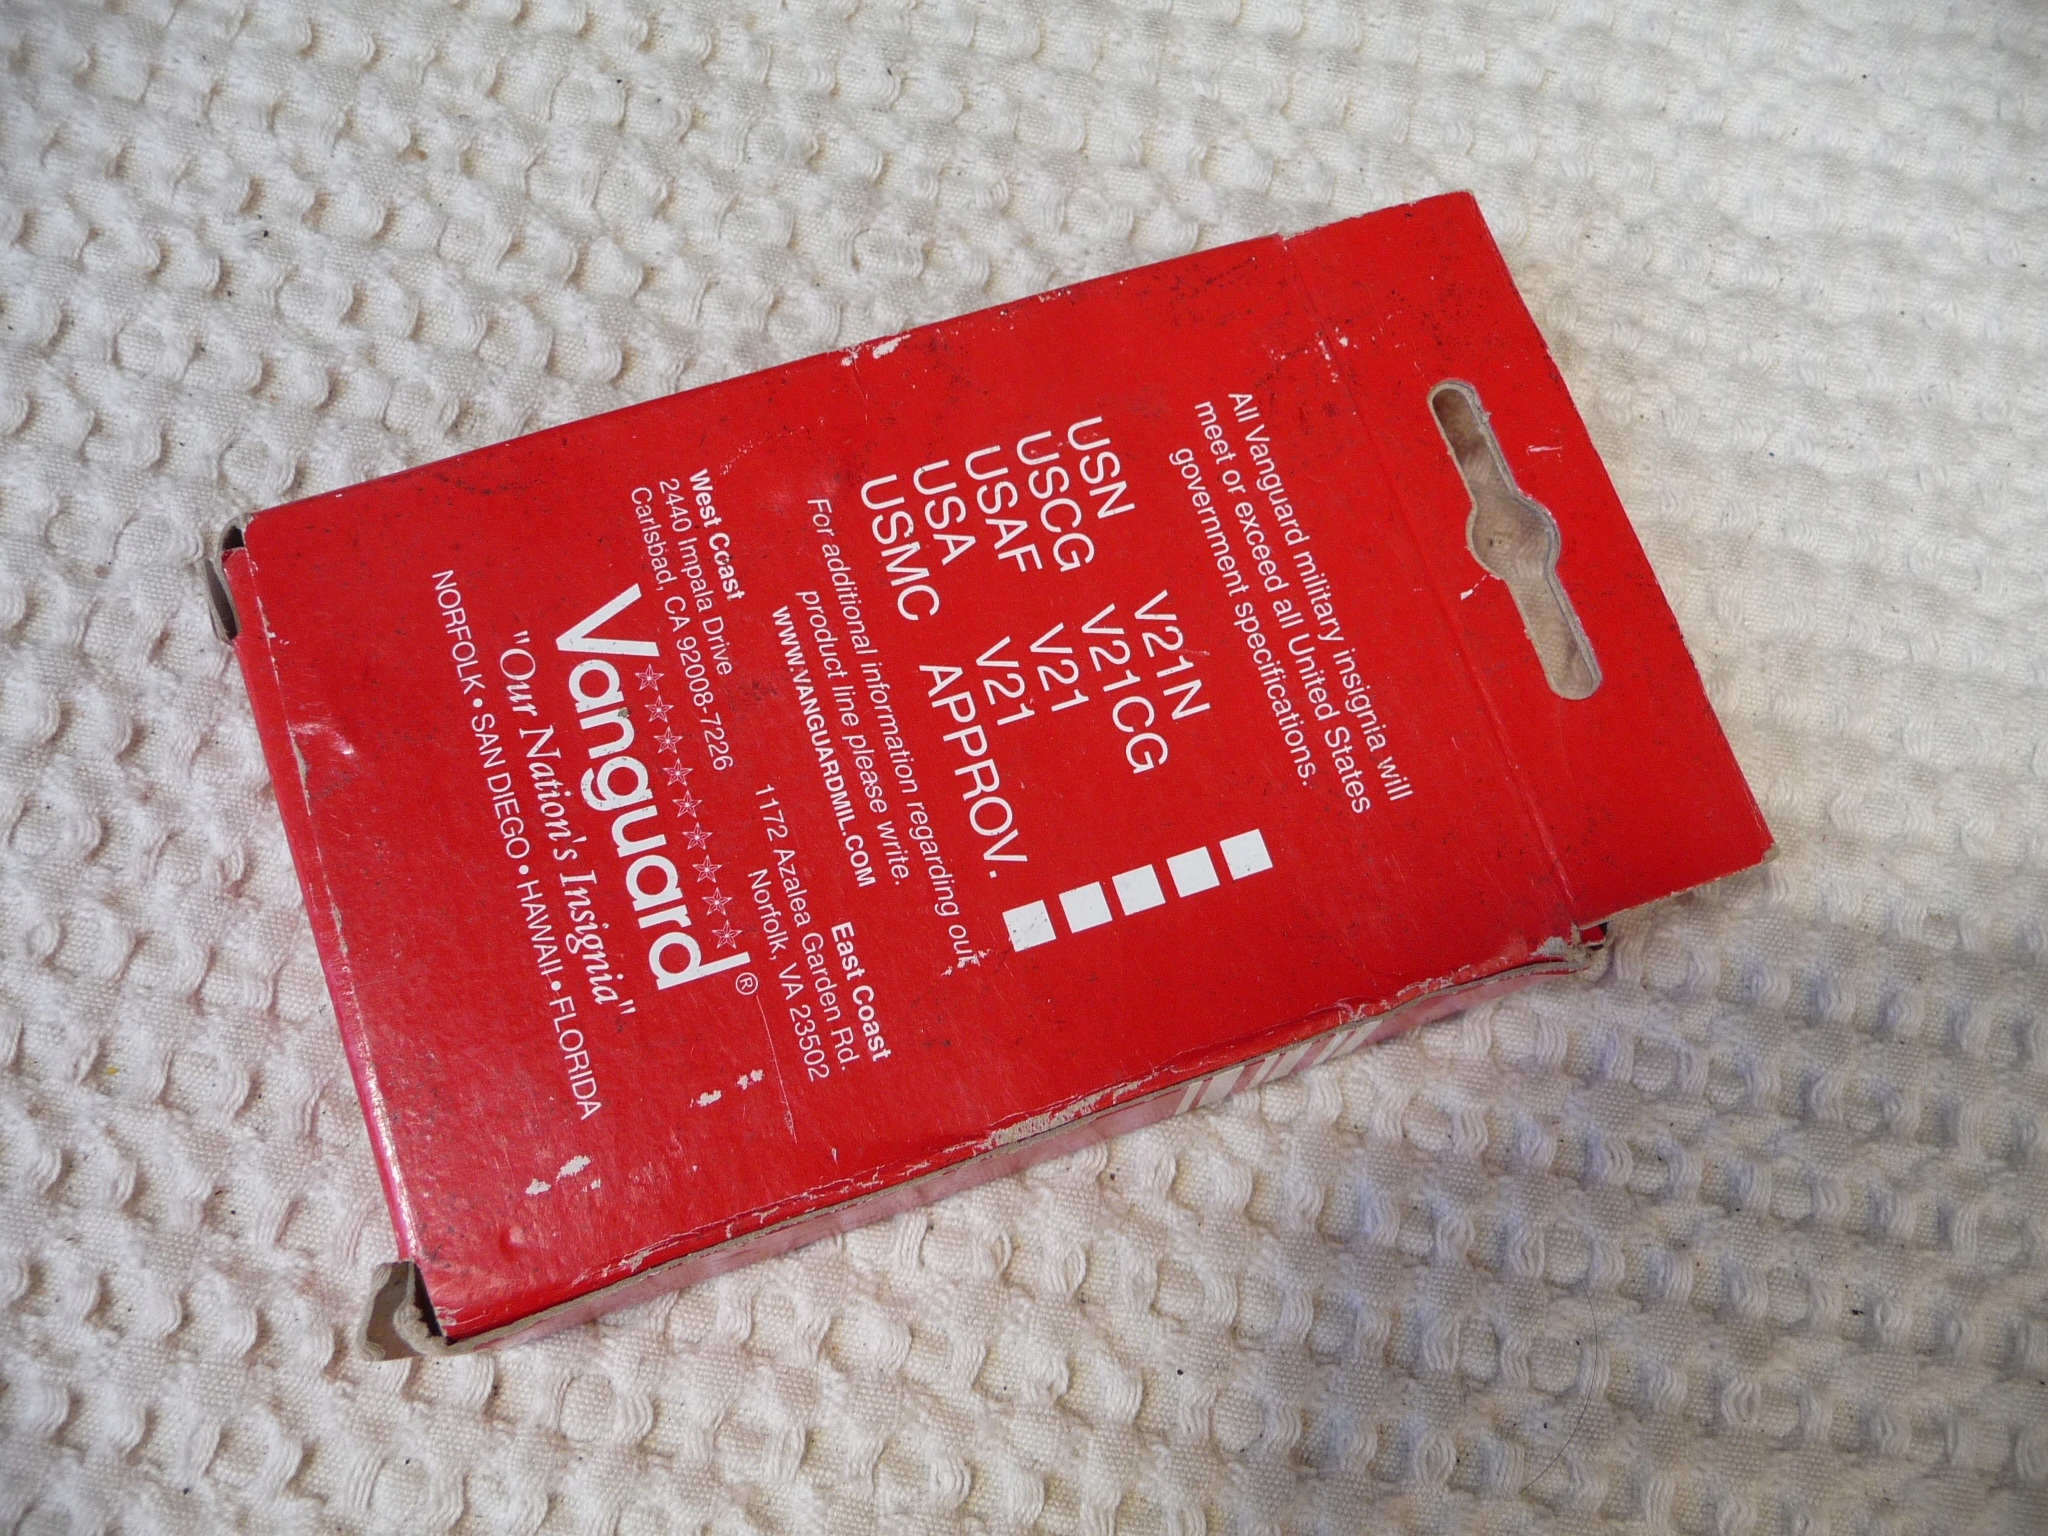 All Vanguard military insignia will
meet or exceed all United States
government specifications.
USN V21N
USCG V21CG
USAF V21
USA V21
USMC APPROV.
For additional information regarding our
product line please write.
WWW.VANGUARDMIL.COM
West Coast
2440 Impala Drive
Carlsbad, CA 92008-7226
East Coast
1172 Azalea Garden Rd.
Norfolk, VA 23502
Vanguard®
"Our Nation's Insignia"
NORFOLK • SAN DIEGO • HAWAII • FLORIDA